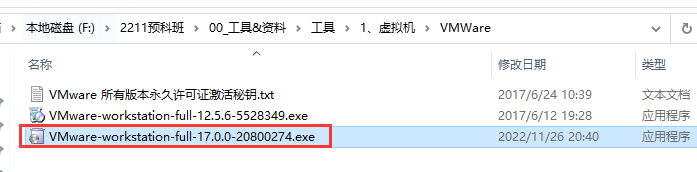 本地磁盘 (F:) > 2211预科班 > 00_工具&资料 > 工具 > 1、虚拟机 > VMWare
名称 修改日期 类型
VMware 所有版本永久许可证激活秘钥.txt 2017/6/24 10:39 文本文档
VMware-workstation-full-12.5.6-5528349.exe 2017/6/12 19:28 应用程序
VMware-workstation-full-17.0.0-20800274.exe 2022/11/26 20:40 应用程序